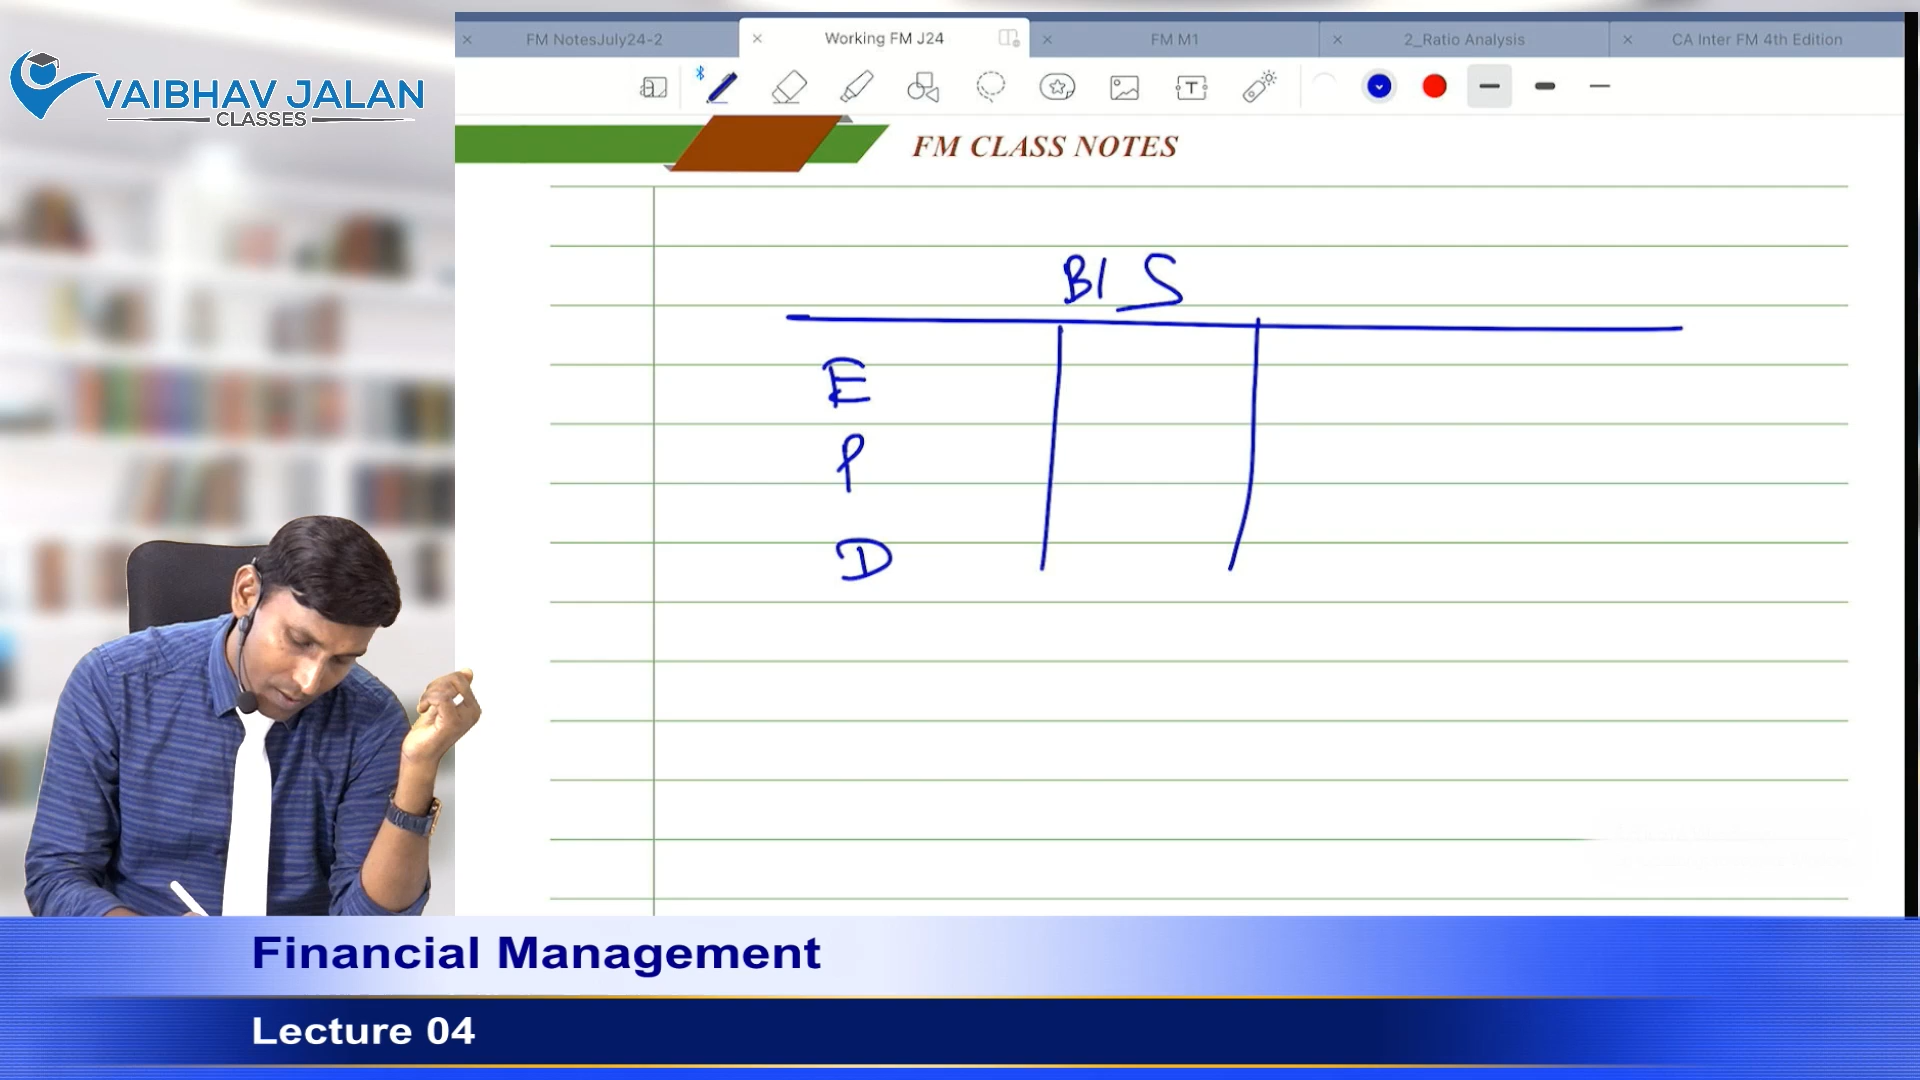 VAIBHAV JALAN
CLASSES
FM NotesJuly24-2
Working FM J24
FM M1
2_Ratio Analysis
CA Inter FM 4th Edition
FM CLASS NOTES
B/S
E
P
D
Financial Management
Lecture 04